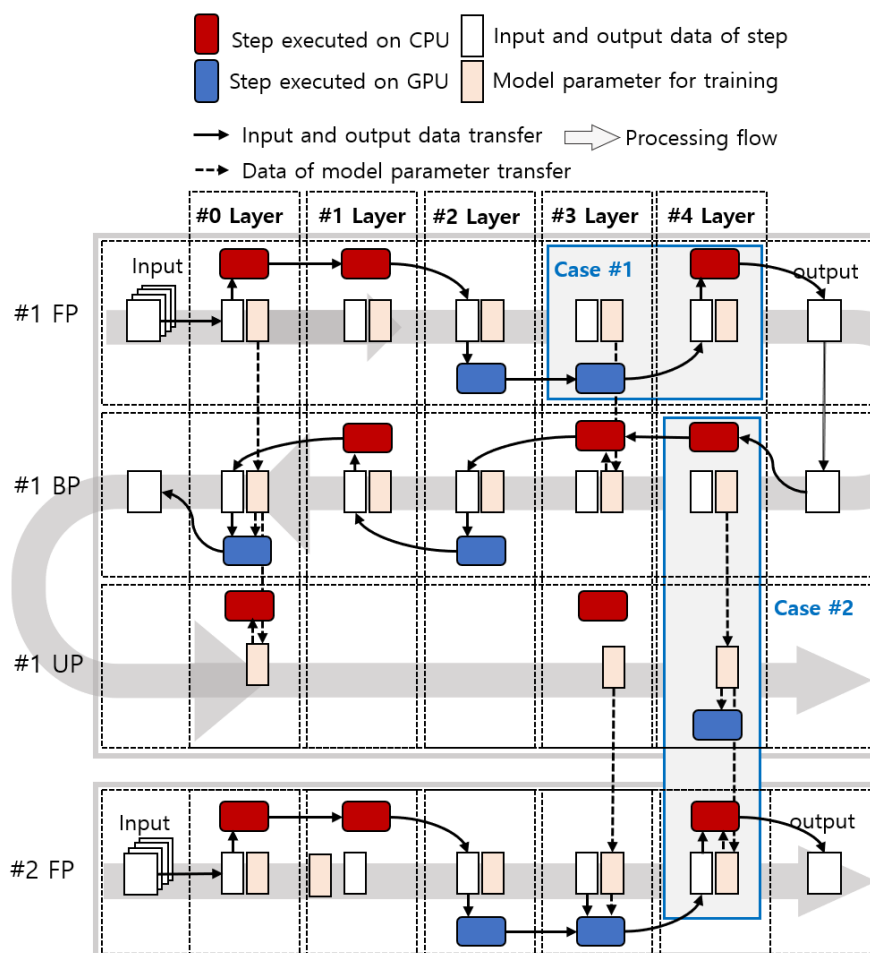 Step executed on CPU
Input and output data of step
Step executed on GPU
Model parameter for training
Input and output data transfer
Processing flow
Data of model parameter transfer
#0 Layer
#1 Layer
#2 Layer
#3 Layer
#4 Layer
Input
Case #1
output
#1 FP
#1 BP
Case #2
#1 UP
Input
output
#2 FP